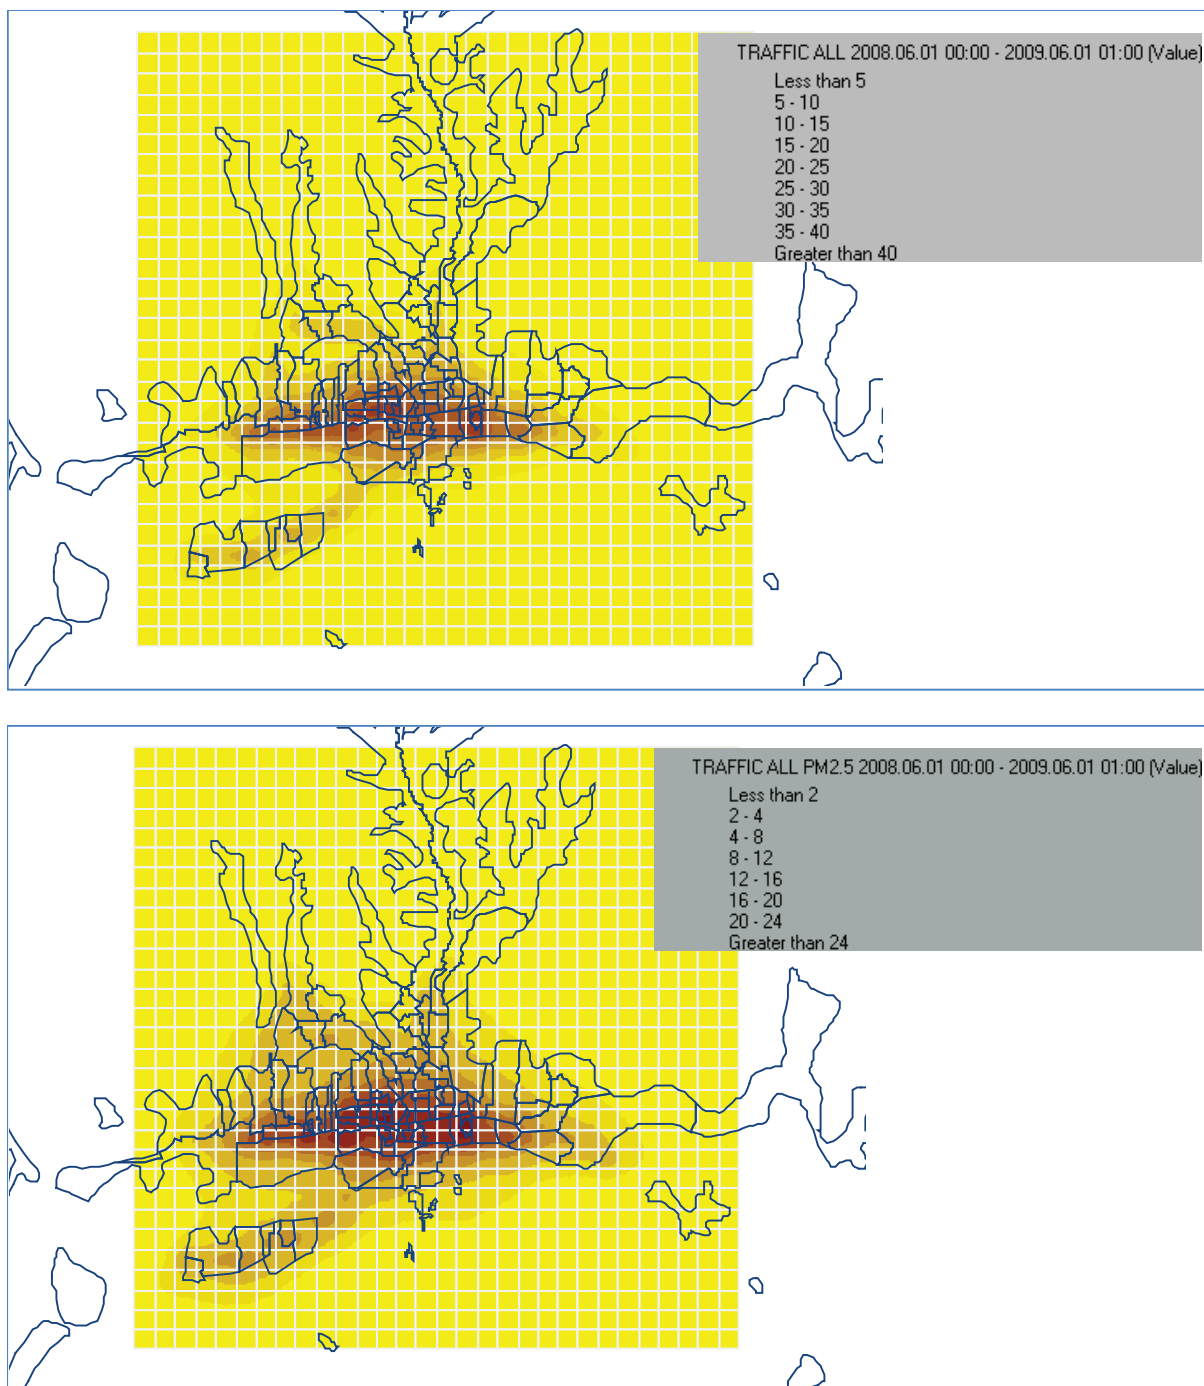 TRAFFIC ALL 2008.06.01 00:00 - 2009.06.01 01:00 (Value)
Less than 5
5 - 10
10 - 15
15 - 20
20 - 25
25 - 30
30 - 35
35 - 40
Greater than 40
TRAFFIC ALL PM2.5 2008.06.01 00:00 - 2009.06.01 01:00 (Value)
Less than 2
2 - 4
4 - 8
8 - 12
12 - 16
16 - 20
20 - 24
Greater than 24